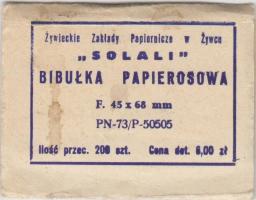 Żywieckie Zakłady Papiernicze w Żywcu
„SOLALI"
BIBUŁKA PAPIEROSOWA
F. 45 x 68 mm
PN-73/P-50505
Ilość przec. 200 szt. Cena det. 6,00 zł